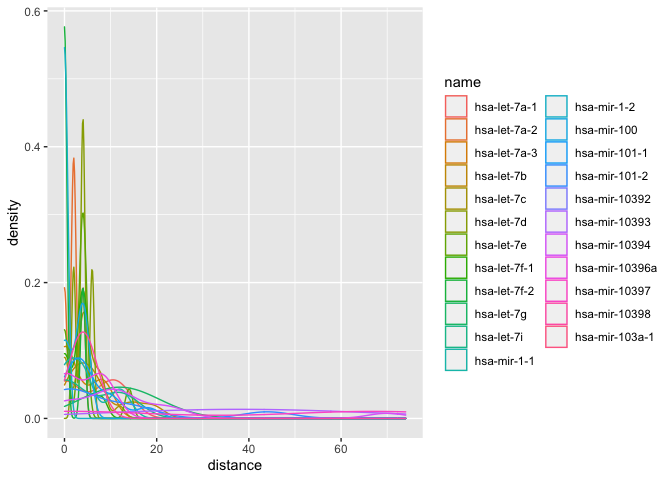 0.6
0.4
0.2
0.0
density
0
20
40
60
distance
name
hsa-let-7a-1
hsa-let-7a-2
hsa-let-7a-3
hsa-let-7b
hsa-let-7c
hsa-let-7d
hsa-let-7e
hsa-let-7f-1
hsa-let-7f-2
hsa-let-7g
hsa-let-7i
hsa-mir-1-1
hsa-mir-1-2
hsa-mir-100
hsa-mir-101-1
hsa-mir-101-2
hsa-mir-10392
hsa-mir-10393
hsa-mir-10394
hsa-mir-10396a
hsa-mir-10397
hsa-mir-10398
hsa-mir-103a-1